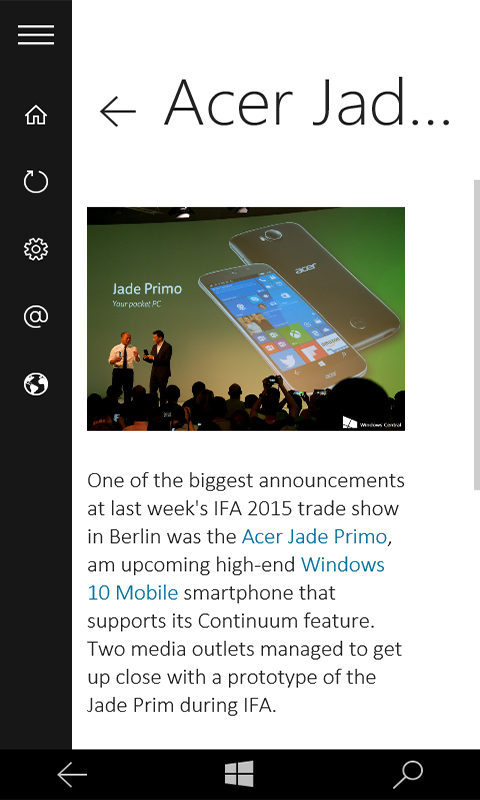 Acer Jad...
Jade Primo
Your pocket PC
acer
acer
Windows Central
One of the biggest announcements
at last week's IFA 2015 trade show
in Berlin was the Acer Jade Primo,
am upcoming high-end Windows
10 Mobile smartphone that
supports its Continuum feature.
Two media outlets managed to get
up close with a prototype of the
Jade Prim during IFA.